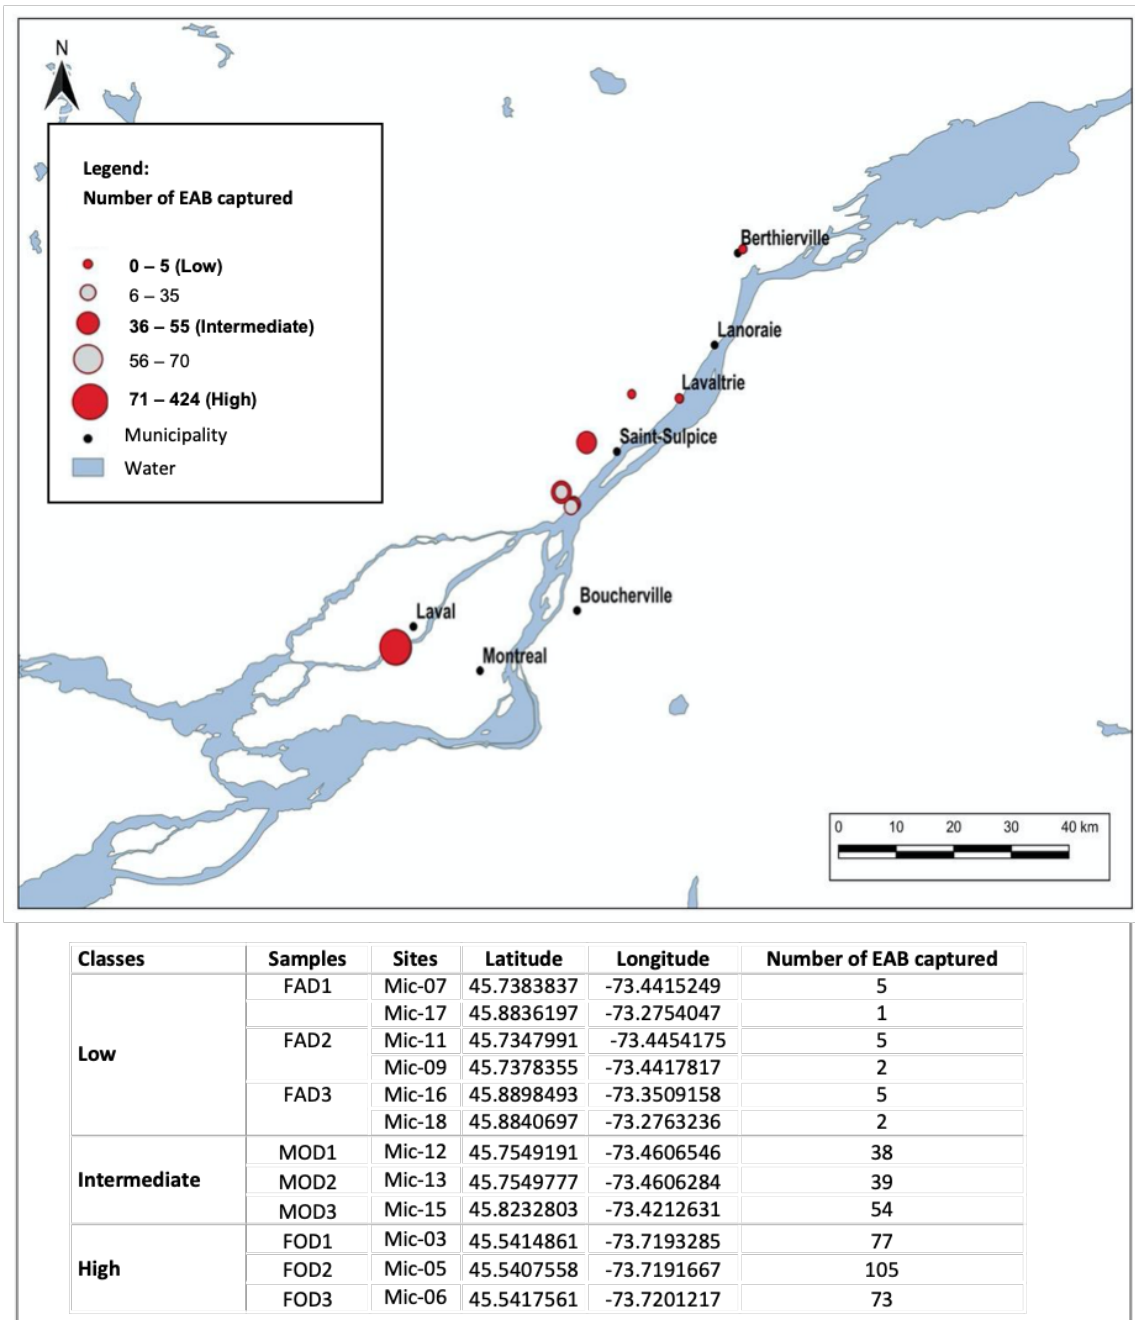 N
Legend:
Number of EAB captured
0 – 5 (Low)
6 – 35
36 – 55 (Intermediate)
56 – 70
71 – 424 (High)
Municipality
Water
Berthierville
Lanoraie
Lavaltrie
Saint-Sulpice
Boucherville
Laval
Montreal
0 10 20 30 40 km
Classes Samples Sites Latitude Longitude Number of EAB captured
FAD1 Mic-07 45.7383837 -73.4415249 5
Mic-17 45.8836197 -73.2754047 1
FAD2 Mic-11 45.7347991 -73.4454175 5
Low
Mic-09 45.7378355 -73.4417817 2
FAD3 Mic-16 45.8898493 -73.3509158 5
Mic-18 45.8840697 -73.2763236 2
MOD1 Mic-12 45.7549191 -73.4606546 38
Intermediate MOD2 Mic-13 45.7549777 -73.4606284 39
MOD3 Mic-15 45.8232803 -73.4212631 54
FOD1 Mic-03 45.5414861 -73.7193285 77
High FOD2 Mic-05 45.5407558 -73.7191667 105
FOD3 Mic-06 45.5417561 -73.7201217 73